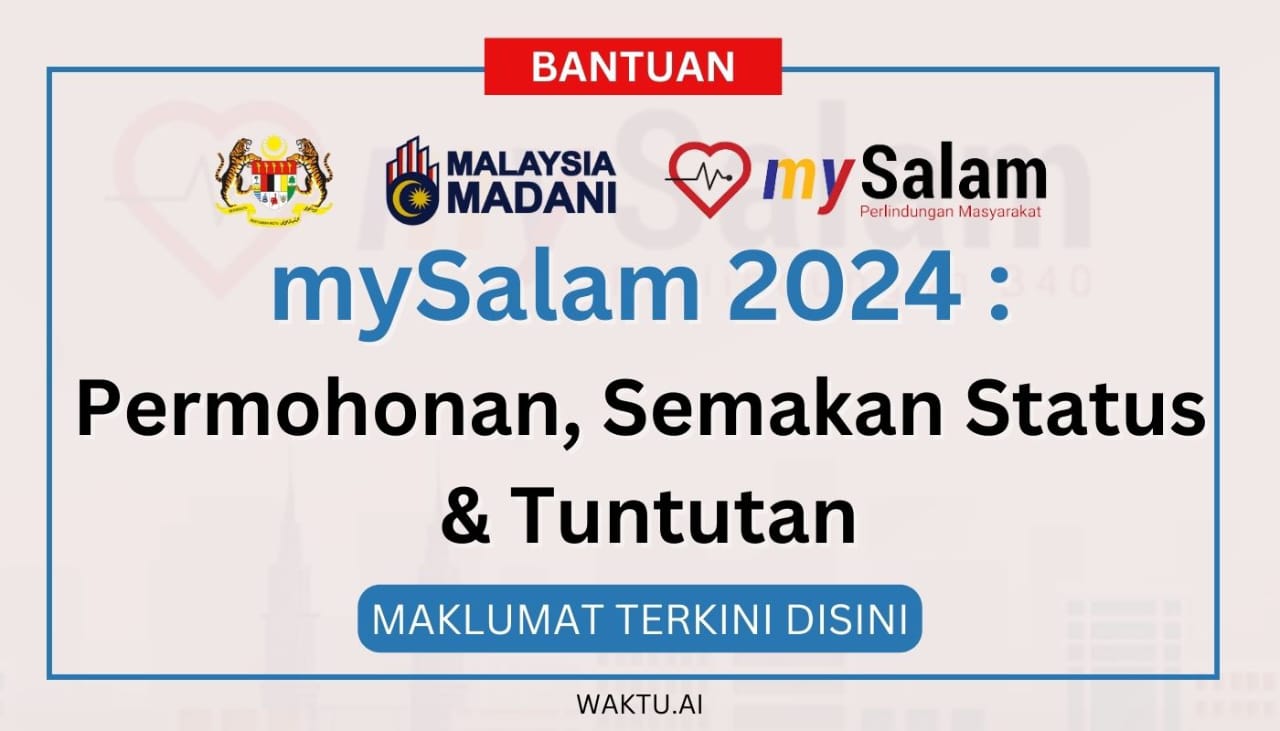 BANTUAN
MALAYSIA
MADANI
mySalam
Perlindungan Masyarakat
mySalam 2024 :
Permohonan, Semakan Status
& Tuntutan
MAKLUMAT TERKINI DISINI
WAKTU.AI